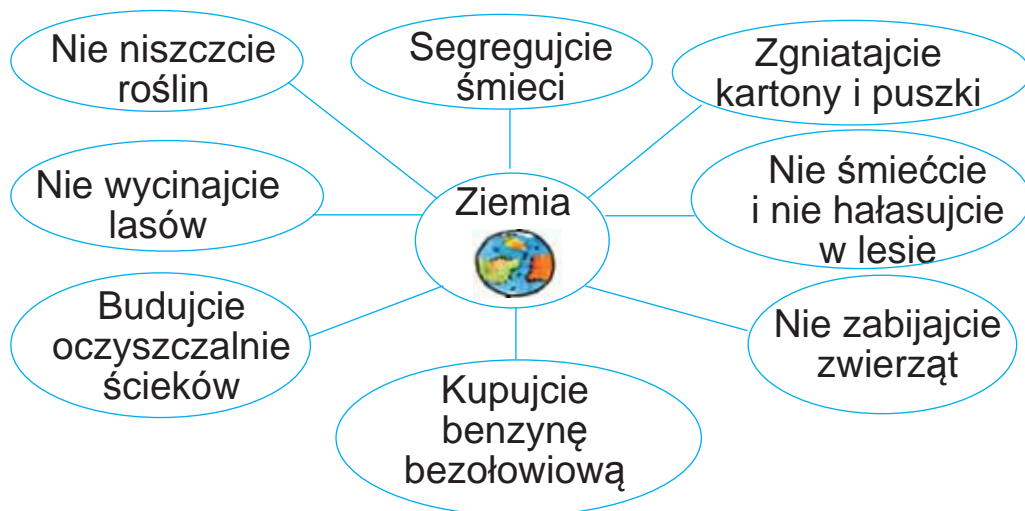 Nie niszczcie
roślin
Segregujcie
śmieci
Zgniatajcie
kartony i puszki
Nie wycinajcie
lasów
Ziemia
Nie śmiećcie
i nie hałasujcie
w lesie
Budujcie
oczyszczalnie
ścieków
Kupujcie
benzynę
bezołowiową
Nie zabijajcie
zwierząt